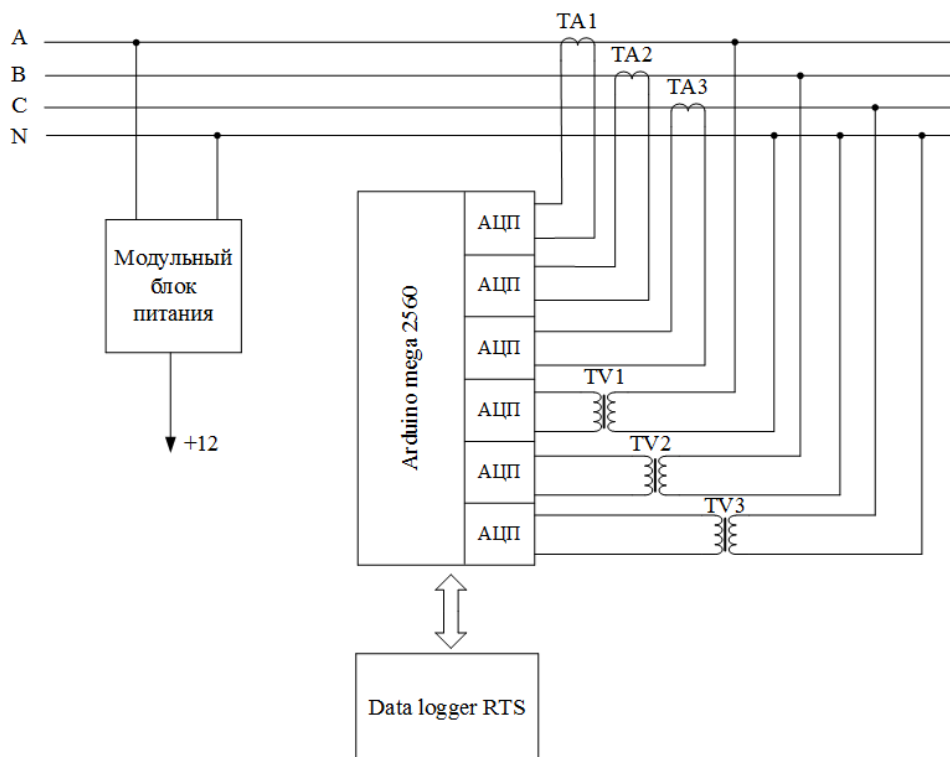 TA1
A
TA2
B
TA3
C
N
АЦП
Модульный
блок
питания
АЦП
Arduino mega 2560
АЦП
TV1
АЦП
+12
TV2
АЦП
TV3
АЦП
Data logger RTS